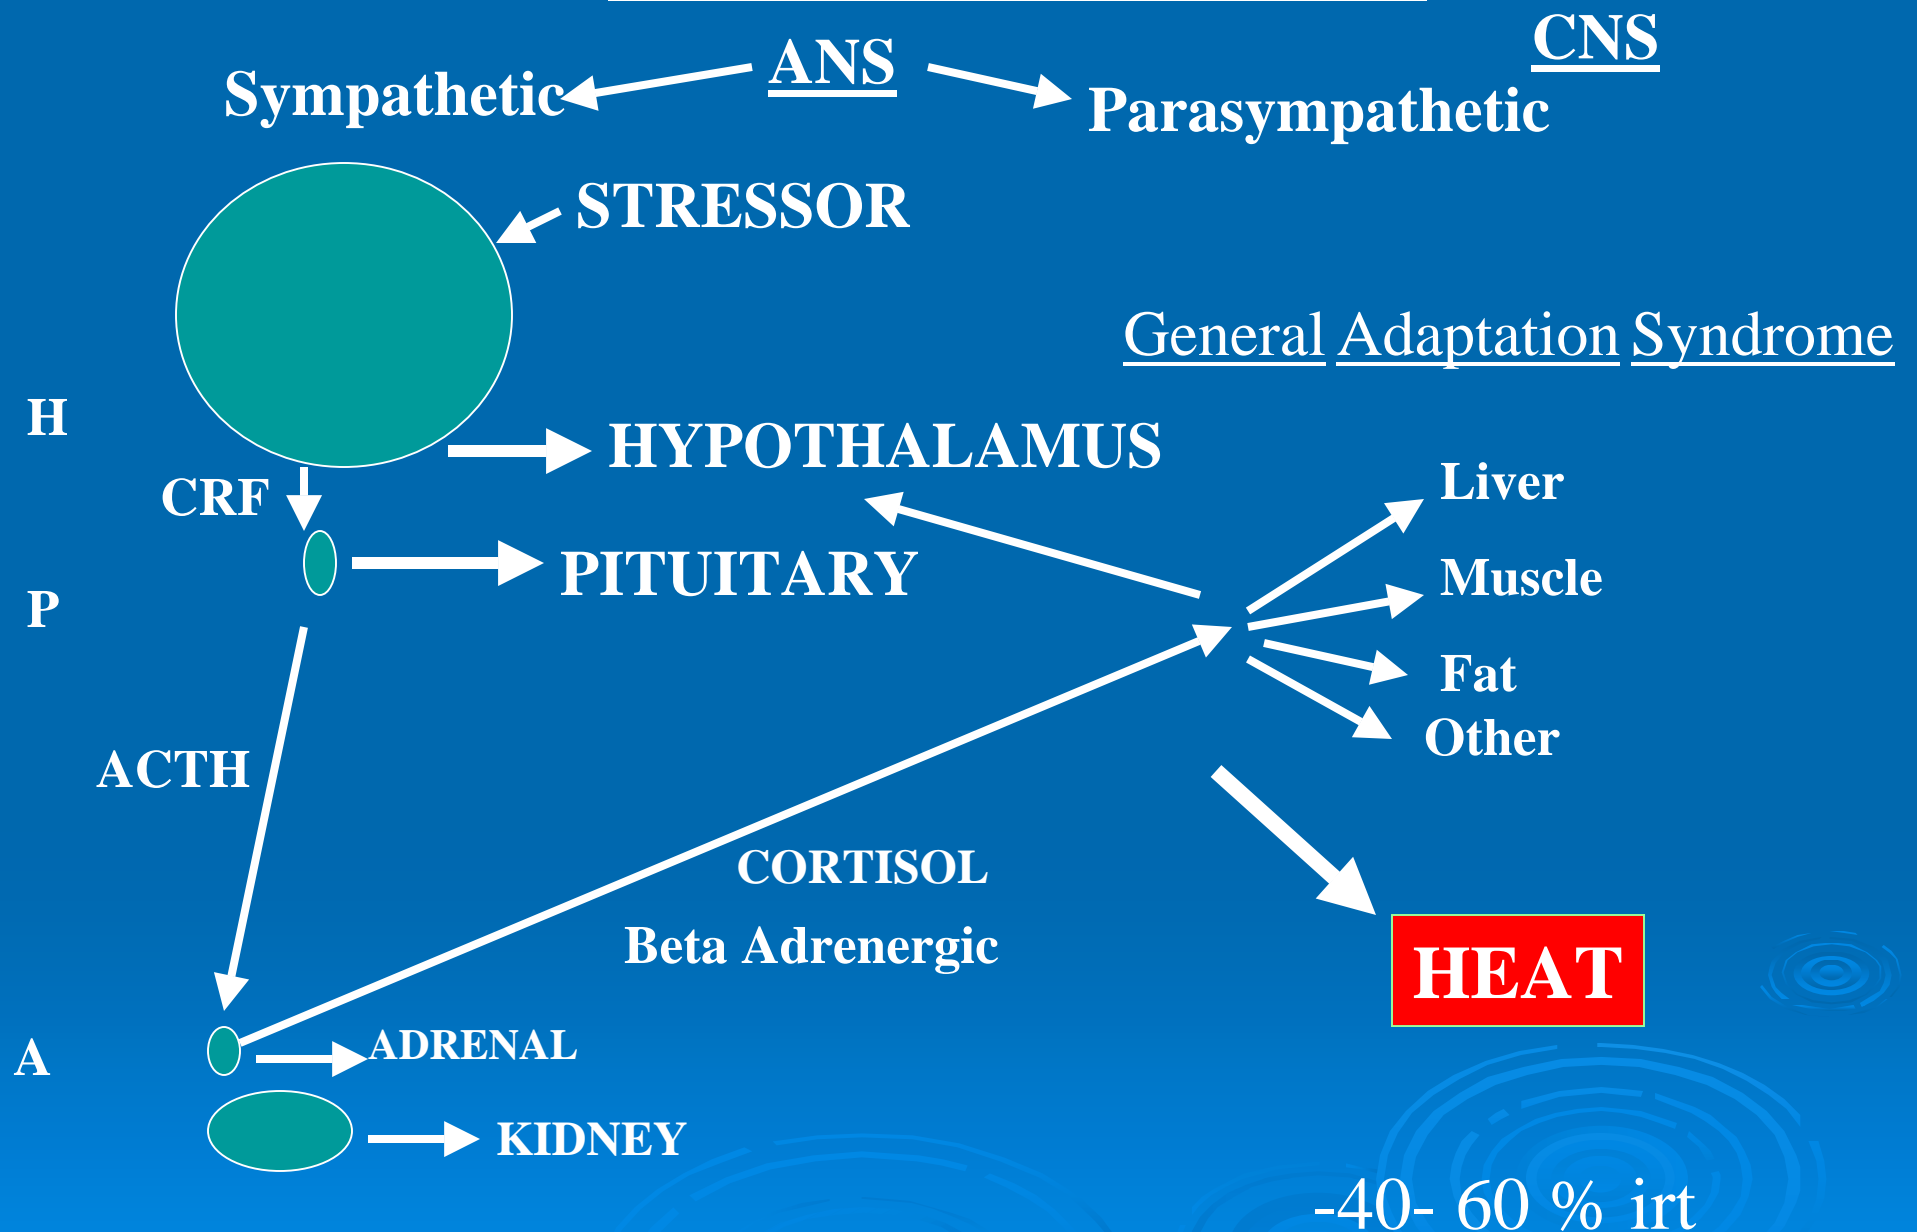 CNS
ANS
Sympathetic
Parasympathetic
STRESSOR
General Adaptation Syndrome
H
HYPOTHALAMUS
Liver
CRF
PITUITARY
Muscle
P
Fat
Other
ACTH
CORTISOL
Beta Adrenergic
HEAT
A
ADRENAL
KIDNEY
-40- 60 % irt